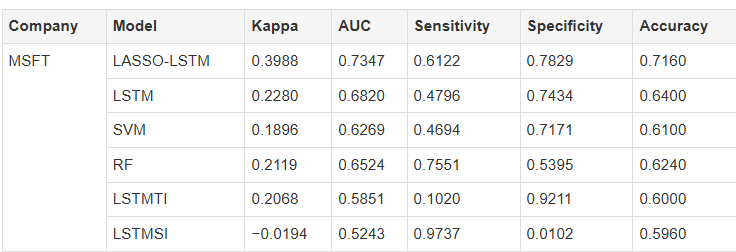 Company Model Kappa AUC Sensitivity Specificity Accuracy
MSFT LASSO-LSTM 0.3988 0.7347 0.6122 0.7829 0.7160
LSTM 0.2280 0.6820 0.4796 0.7434 0.6400
SVM 0.1896 0.6269 0.4694 0.7171 0.6100
RF 0.2119 0.6524 0.7551 0.5395 0.6240
LSTMTI 0.2068 0.5851 0.1020 0.9211 0.6000
LSTMSI −0.0194 0.5243 0.9737 0.0102 0.5960